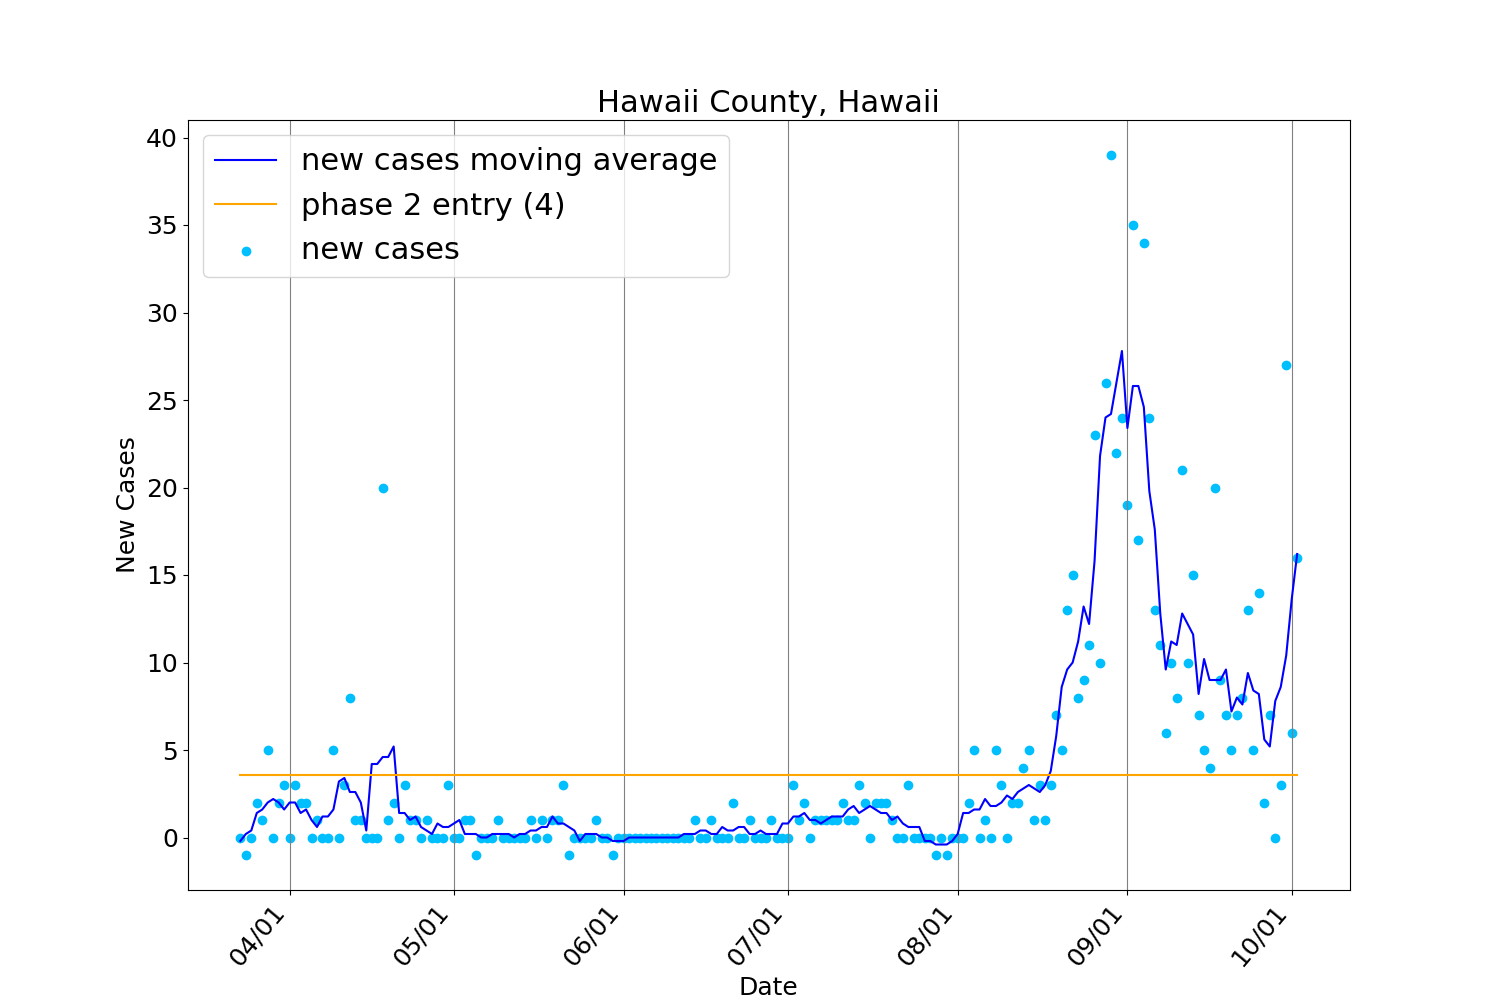 Hawaii County, Hawaii
new cases moving average
phase 2 entry (4)
new cases
40
35
30
25
20
15
10
5
0
New Cases
04/01
05/01
06/01
07/01
08/01
09/01
10/01
Date